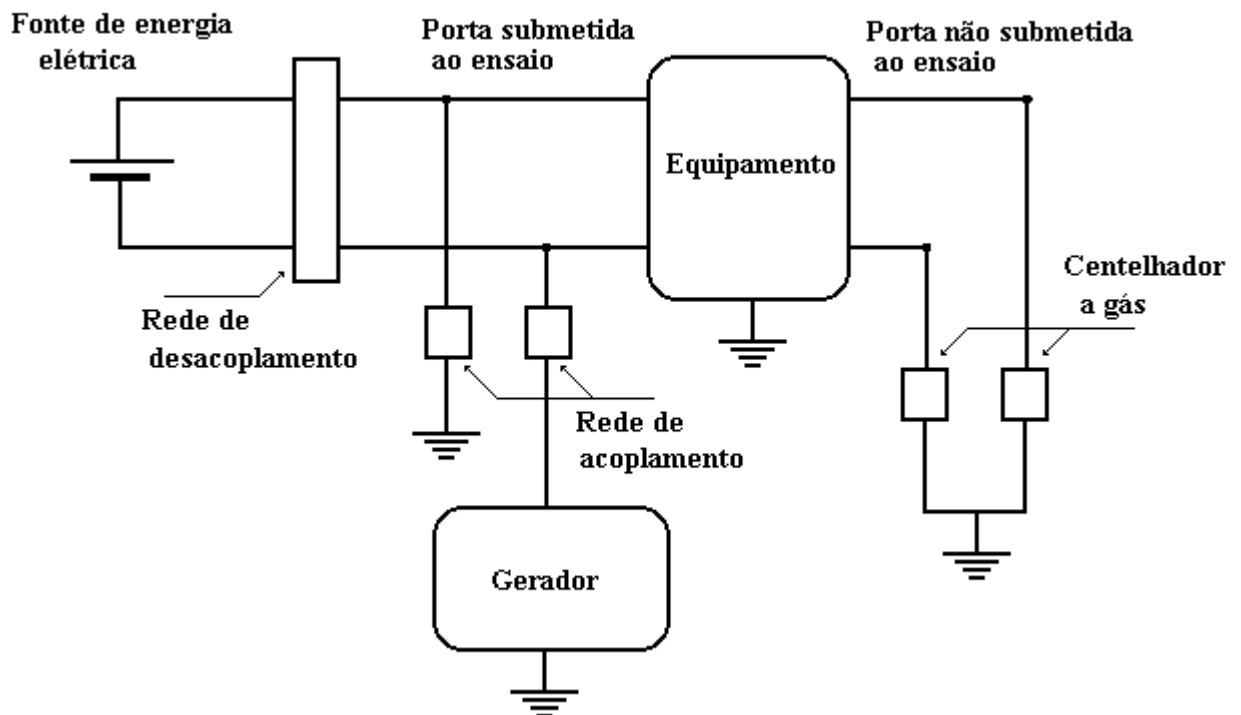 Fonte de energia
elétrica
Porta submetida
ao ensaio
Porta não submetida
ao ensaio
Equipamento
Centelhador
a gás
Rede de
desacoplamento
Rede de
acoplamento
Gerador